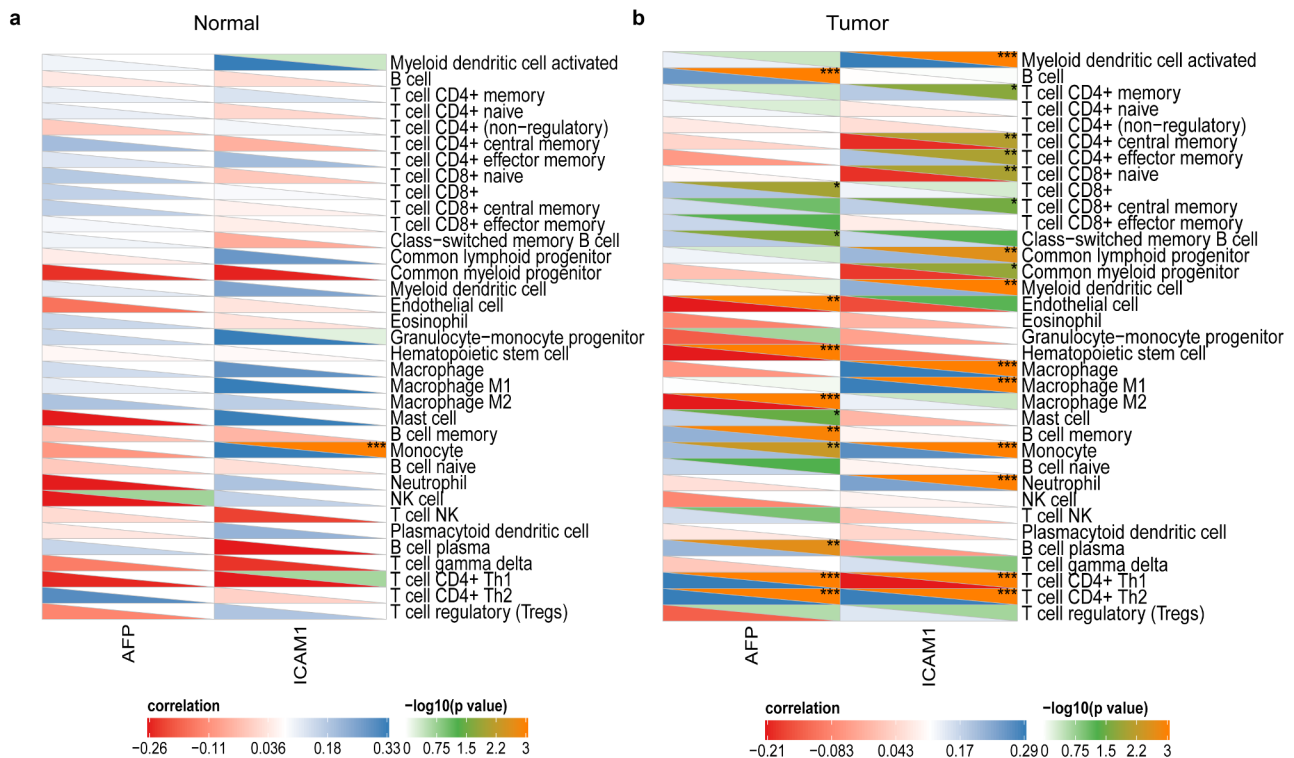 a
Normal
Myeloid dendritic cell activated
B cell
T cell CD4+ memory
T cell CD4+ naive
T cell CD4+ (non−regulatory)
T cell CD4+ central memory
T cell CD4+ effector memory
T cell CD8+ naive
T cell CD8+
T cell CD8+ central memory
T cell CD8+ effector memory
Class−switched memory B cell
Common lymphoid progenitor
Common myeloid progenitor
Myeloid dendritic cell
Endothelial cell
Eosinophil
Granulocyte−monocyte progenitor
Hematopoietic stem cell
Macrophage
Macrophage M1
Macrophage M2
Mast cell
B cell memory
*** Monocyte
B cell naive
Neutrophil
NK cell
T cell NK
Plasmacytoid dendritic cell
B cell plasma
T cell gamma delta
T cell CD4+ Th1
T cell CD4+ Th2
T cell regulatory (Tregs)
AFP
ICAM1
correlation
−0.26 −0.11 0.036 0.18 0.33
−log10(p value)
0 0.75 1.5 2.2 3
b
Tumor
*** Myeloid dendritic cell activated
*** B cell
* T cell CD4+ memory
T cell CD4+ naive
T cell CD4+ (non−regulatory)
** T cell CD4+ central memory
** T cell CD4+ effector memory
** T cell CD8+ naive
* T cell CD8+
* T cell CD8+ central memory
T cell CD8+ effector memory
* Class−switched memory B cell
** Common lymphoid progenitor
* Common myeloid progenitor
** Myeloid dendritic cell
** Endothelial cell
Eosinophil
Granulocyte−monocyte progenitor
*** Hematopoietic stem cell
*** Macrophage
*** Macrophage M1
*** Macrophage M2
* Mast cell
** B cell memory
** *** Monocyte
B cell naive
*** Neutrophil
NK cell
T cell NK
Plasmacytoid dendritic cell
** B cell plasma
T cell gamma delta
*** *** T cell CD4+ Th1
*** *** T cell CD4+ Th2
T cell regulatory (Tregs)
AFP
ICAM1
correlation
−0.21 −0.083 0.043 0.17 0.29
−log10(p value)
0 0.75 1.5 2.2 3